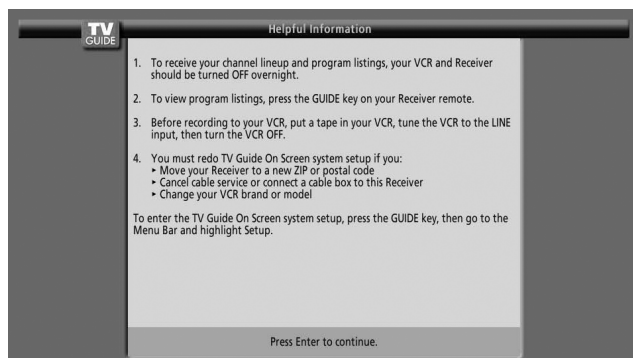 TV
GUIDE
Helpful Information
1. To receive your channel lineup and program listings, your VCR and Receiver
should be turned OFF overnight.
2. To view program listings, press the GUIDE key on your Receiver remote.
3. Before recording to your VCR, put a tape in your VCR, tune the VCR to the LINE
input, then turn the VCR OFF.
4. You must redo TV Guide On Screen system setup if you:
▸ Move your Receiver to a new ZIP or postal code
▸ Cancel cable service or connect a cable box to this Receiver
▸ Change your VCR brand or model
To enter the TV Guide On Screen system setup, press the GUIDE key, then go to the
Menu Bar and highlight Setup.
Press Enter to continue.